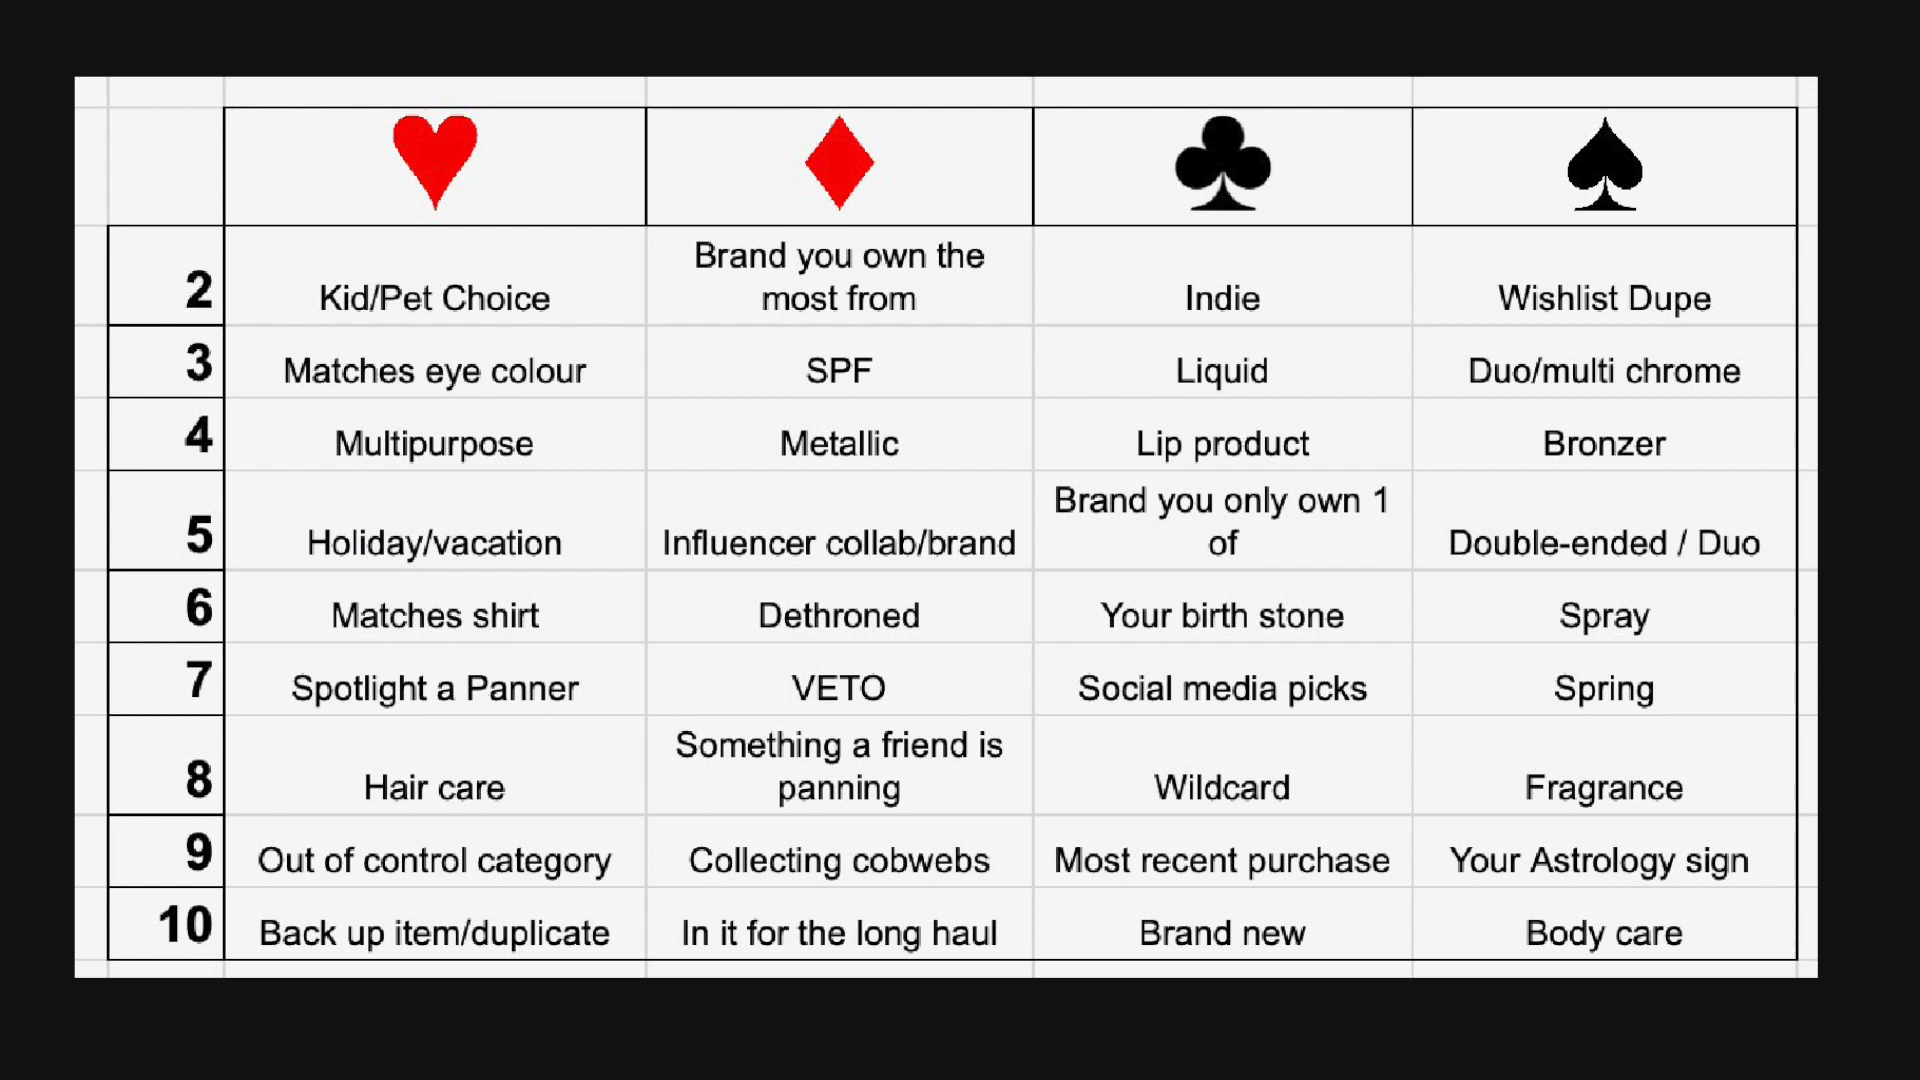 ♥ ♦ ♣ ♠
2 Kid/Pet Choice Brand you own the most from Indie Wishlist Dupe
3 Matches eye colour SPF Liquid Duo/multi chrome
4 Multipurpose Metallic Lip product Bronzer
5 Holiday/vacation Influencer collab/brand Brand you only own 1 of Double-ended / Duo
6 Matches shirt Dethroned Your birth stone Spray
7 Spotlight a Panner VETO Social media picks Spring
8 Hair care Something a friend is panning Wildcard Fragrance
9 Out of control category Collecting cobwebs Most recent purchase Your Astrology sign
10 Back up item/duplicate In it for the long haul Brand new Body care